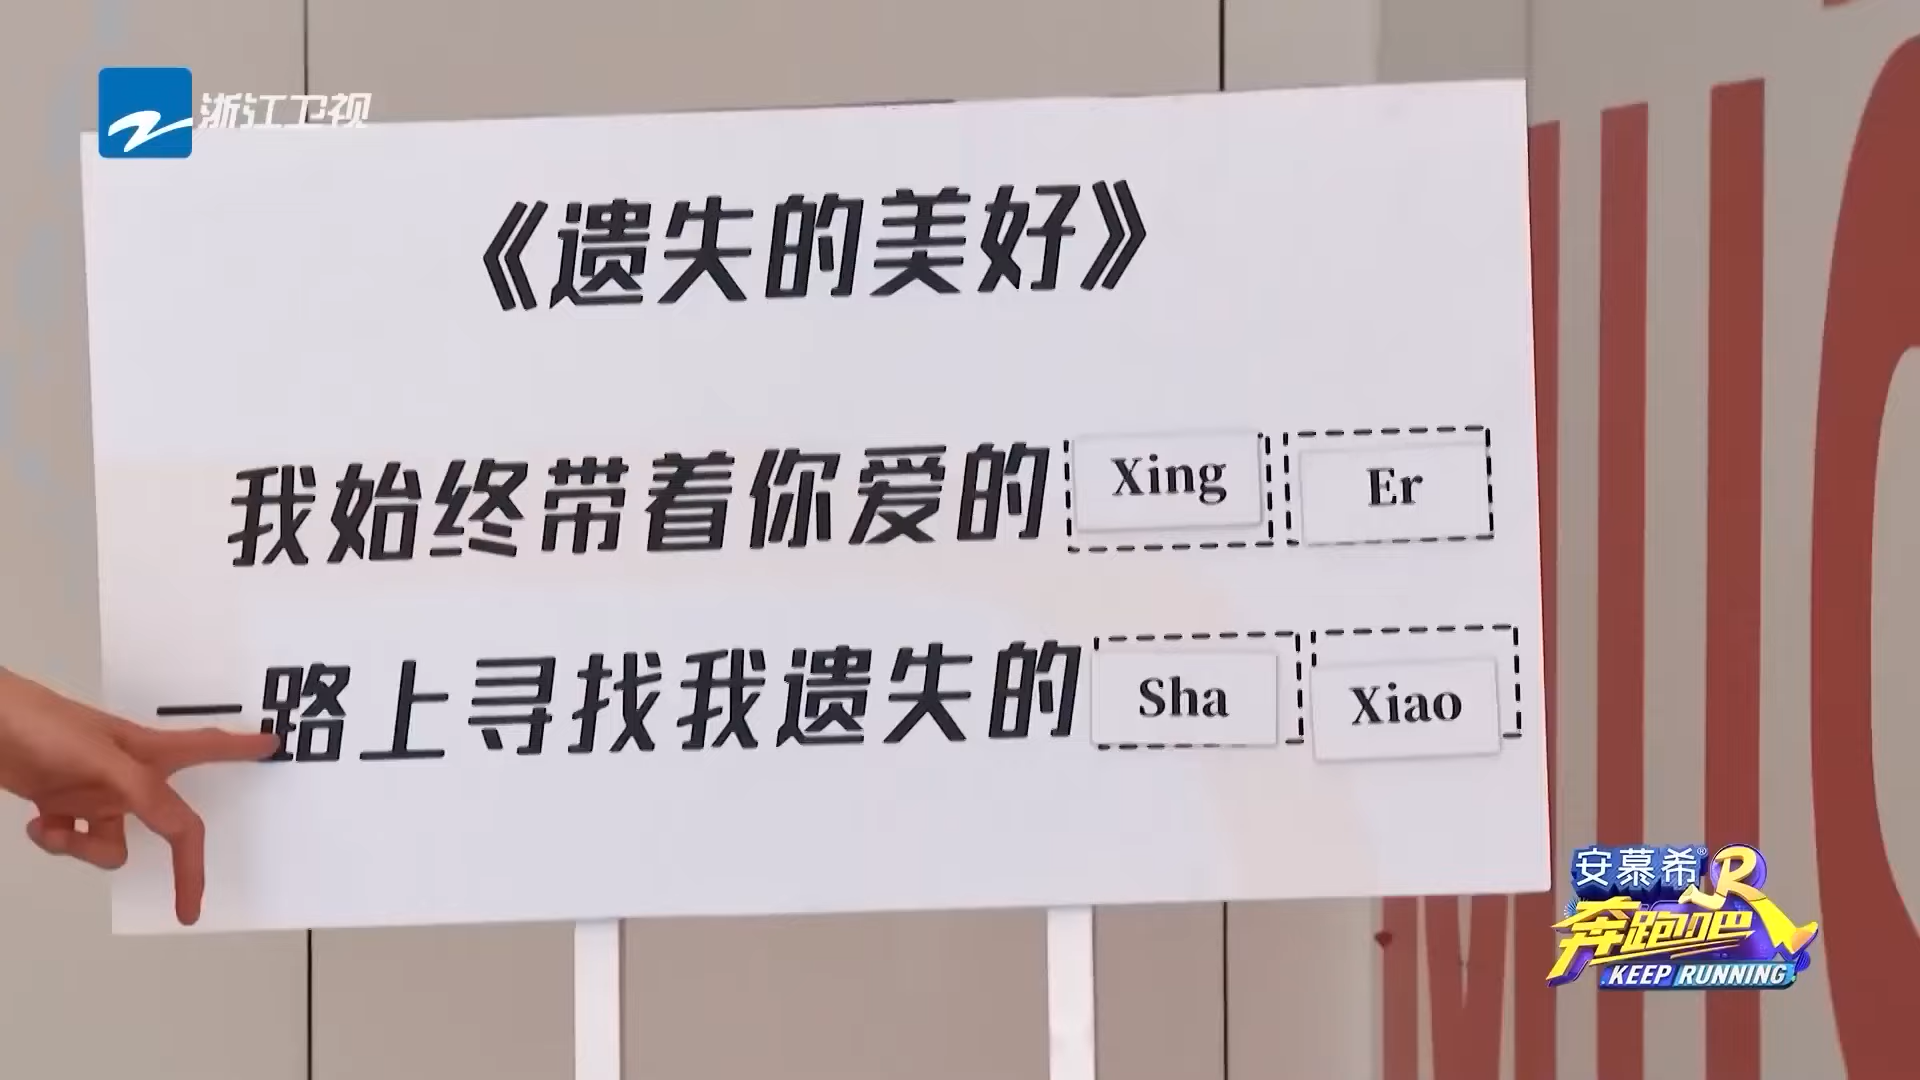 浙江卫视
《遗失的美好》
我始终带着你爱的 Xing Er
一路上寻找我遗失的 Sha Xiao
安慕希®
奔跑吧
KEEP RUNNING